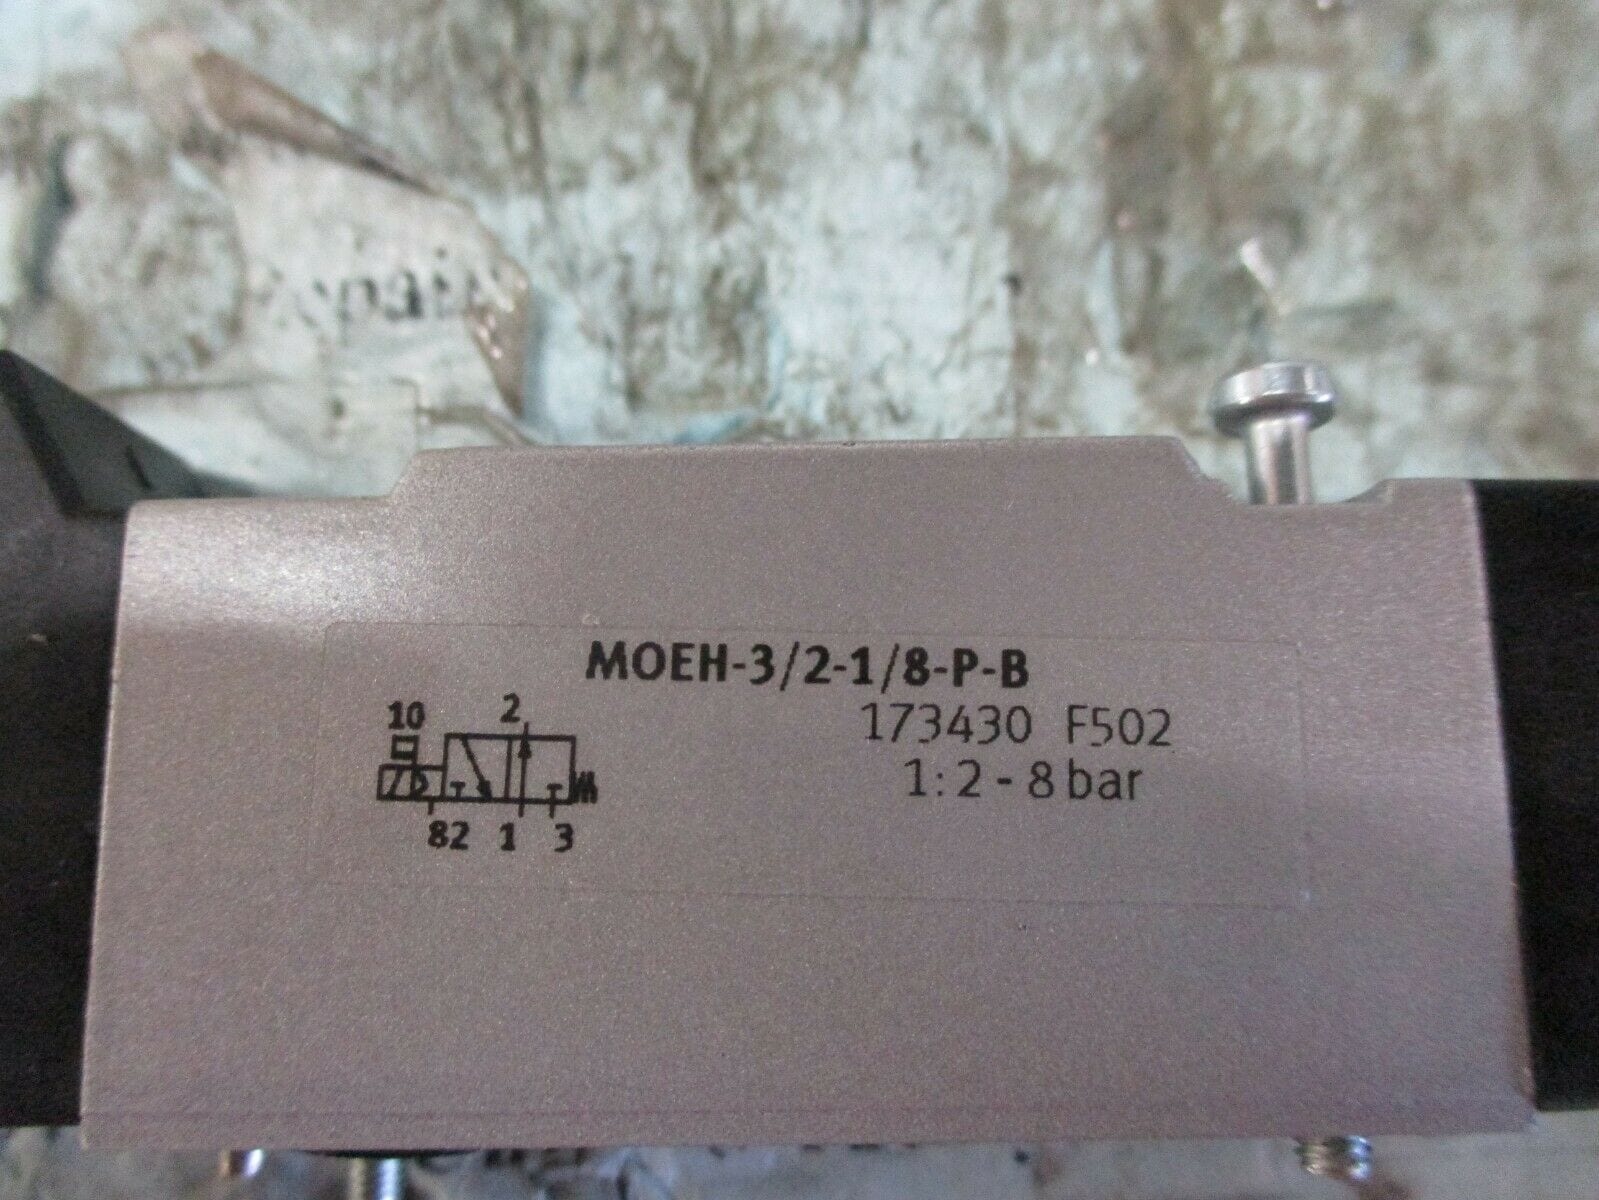 MOEH-3/2-1/8-P-B
173430 F502
1: 2 - 8 bar
10 2
82 1 3